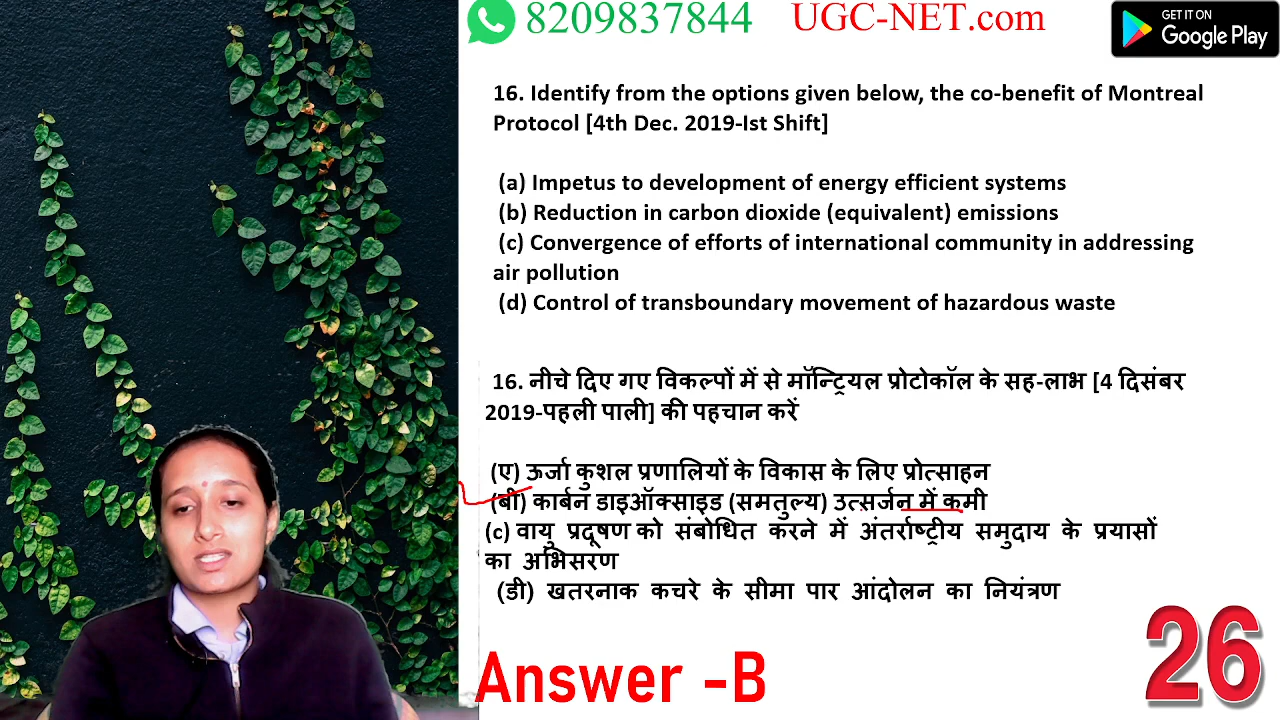 8209837844 UGC-NET.com
GET IT ON
Google Play
16. Identify from the options given below, the co-benefit of Montreal
Protocol [4th Dec. 2019-Ist Shift]
(a) Impetus to development of energy efficient systems
(b) Reduction in carbon dioxide (equivalent) emissions
(c) Convergence of efforts of international community in addressing
air pollution
(d) Control of transboundary movement of hazardous waste
16. नीचे दिए गए विकल्पों में से मॉन्ट्रियल प्रोटोकॉल के सह-लाभ [4 दिसंबर
2019-पहली पाली] की पहचान करें
(ए) ऊर्जा कुशल प्रणालियों के विकास के लिए प्रोत्साहन
(बी) कार्बन डाइऑक्साइड (समतुल्य) उत्सर्जन में कमी
(c) वायु प्रदूषण को संबोधित करने में अंतर्राष्ट्रीय समुदाय के प्रयासों
का अभिसरण
(डी) खतरनाक कचरे के सीमा पार आंदोलन का नियंत्रण
Answer -B
26